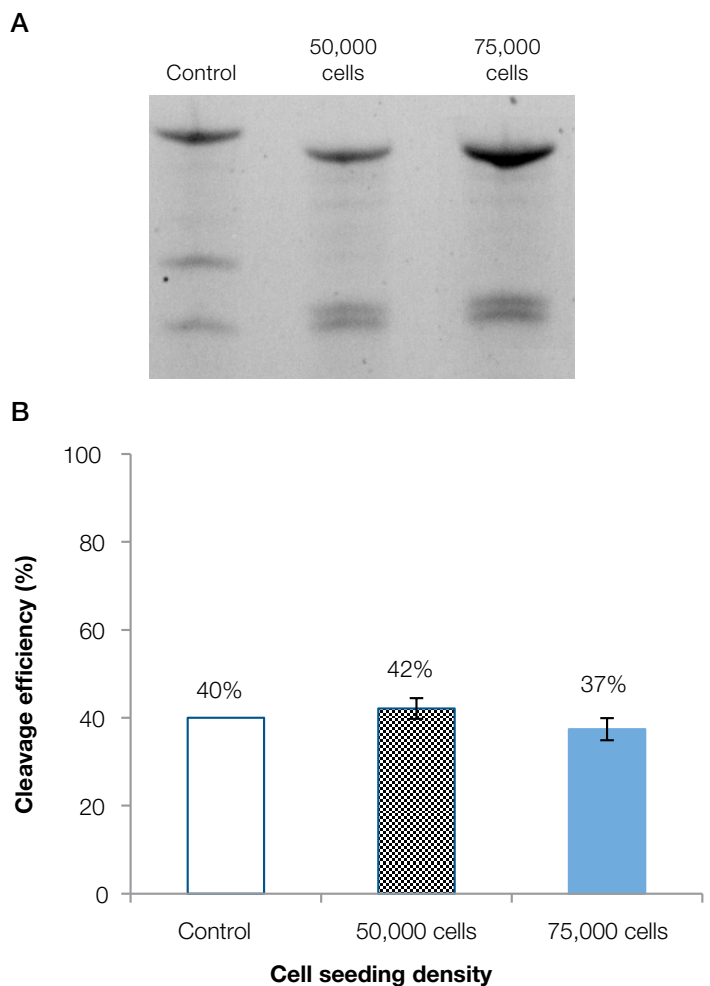 A
Control
50,000
cells
75,000
cells
B
Cleavage efficiency (%)
100
80
60
40
20
0
40%
42%
37%
Control
50,000 cells
75,000 cells
Cell seeding density